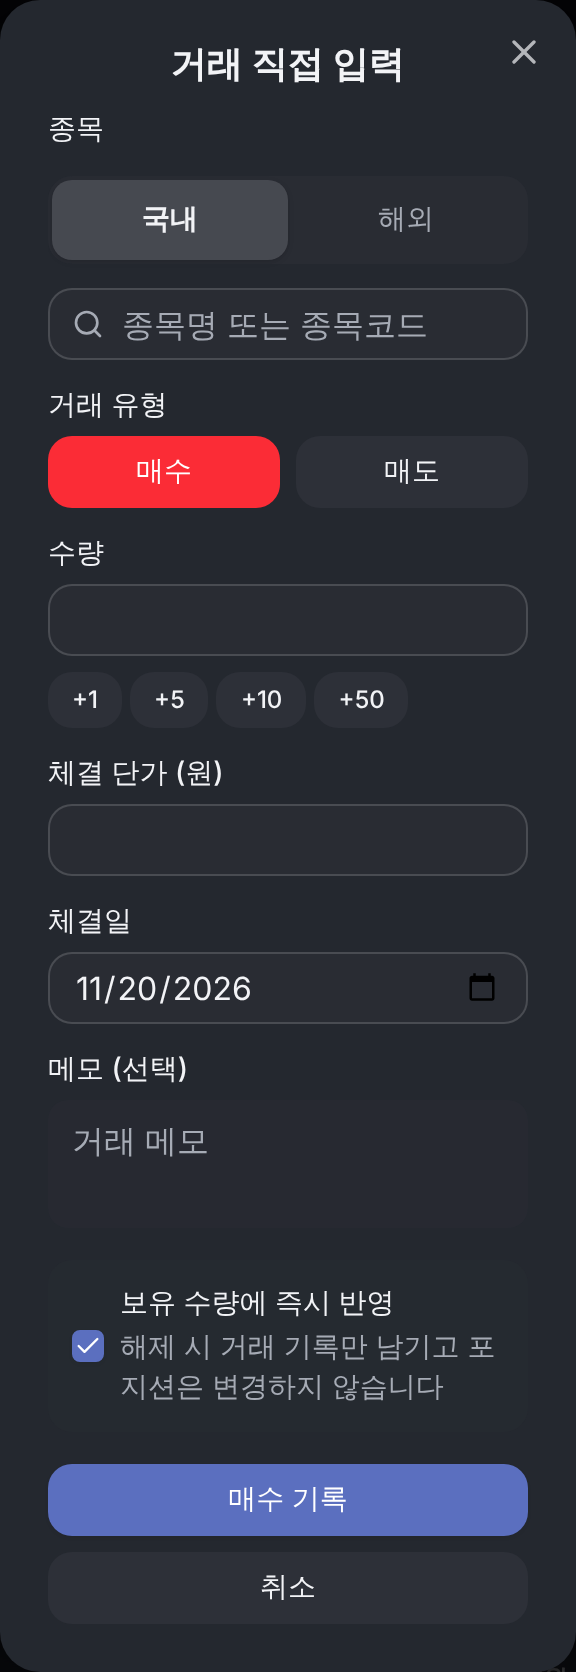 거래 직접 입력
종목
국내
해외
종목명 또는 종목코드
거래 유형
매수
매도
수량
+1
+5
+10
+50
체결 단가 (원)
체결일
11/20/2026
메모 (선택)
거래 메모
보유 수량에 즉시 반영
해제 시 거래 기록만 남기고 포
지션은 변경하지 않습니다
매수 기록
취소